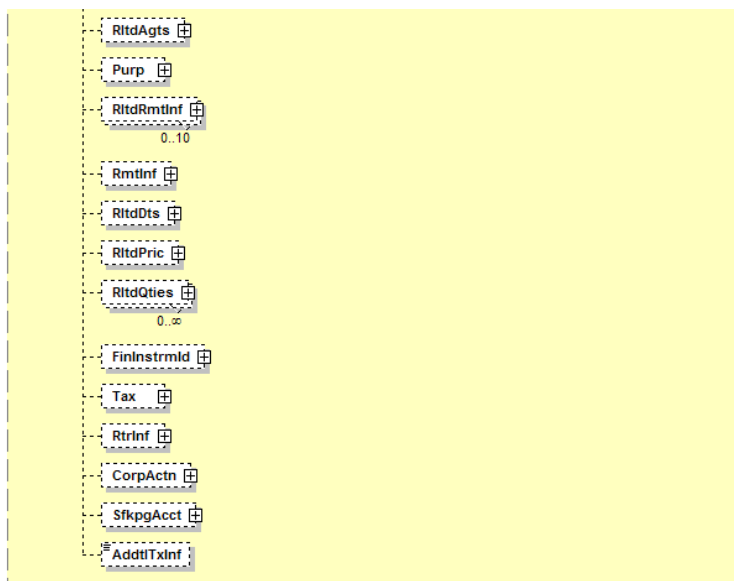 RltdAgts
Purp
RltdRmtInf
0..10
RmtInf
RltdDts
RltdPric
RltdQties
0..∞
FinInstrmId
Tax
RtrInf
CorpActn
SfkpgAcct
AddtlTxInf